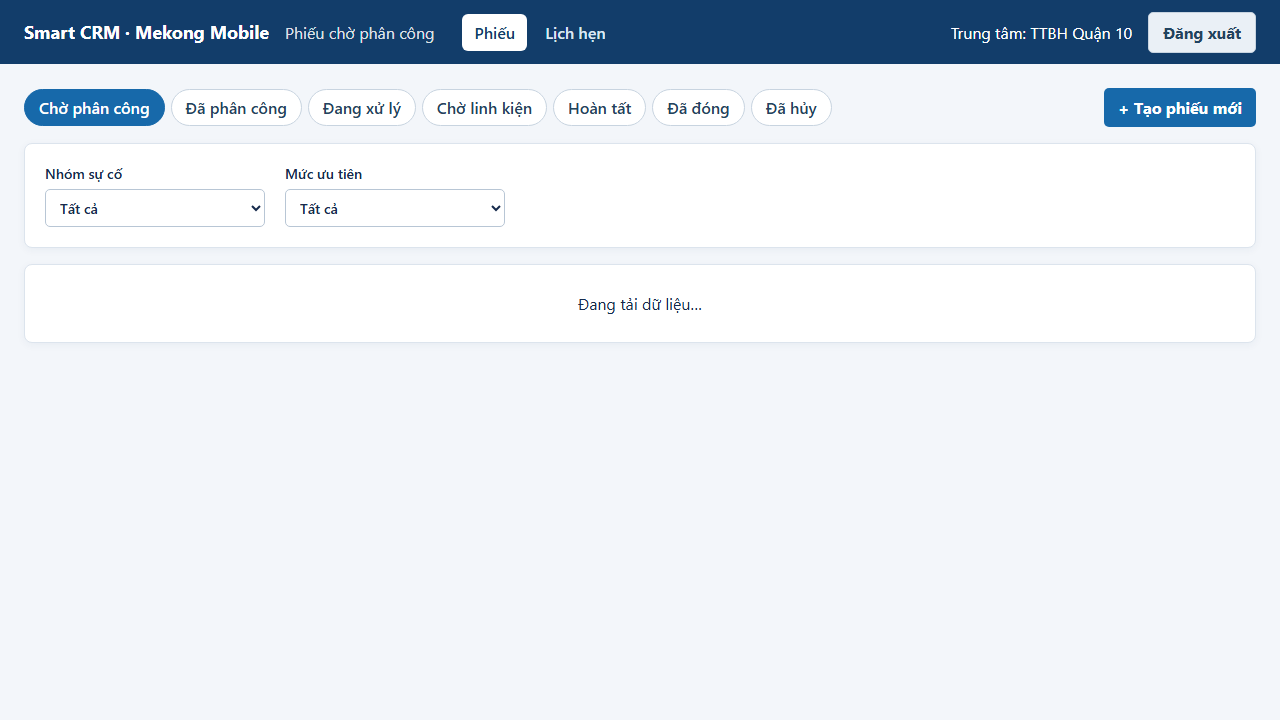 Smart CRM · Mekong Mobile Phiếu chờ phân công Phiếu Lịch hẹn Trung tâm: TTBH Quận 10 Đăng xuất
Chờ phân công Đã phân công Đang xử lý Chờ linh kiện Hoàn tất Đã đóng Đã hủy + Tạo phiếu mới
Nhóm sự cố Mức ưu tiên
Tất cả Tất cả
Đang tải dữ liệu...